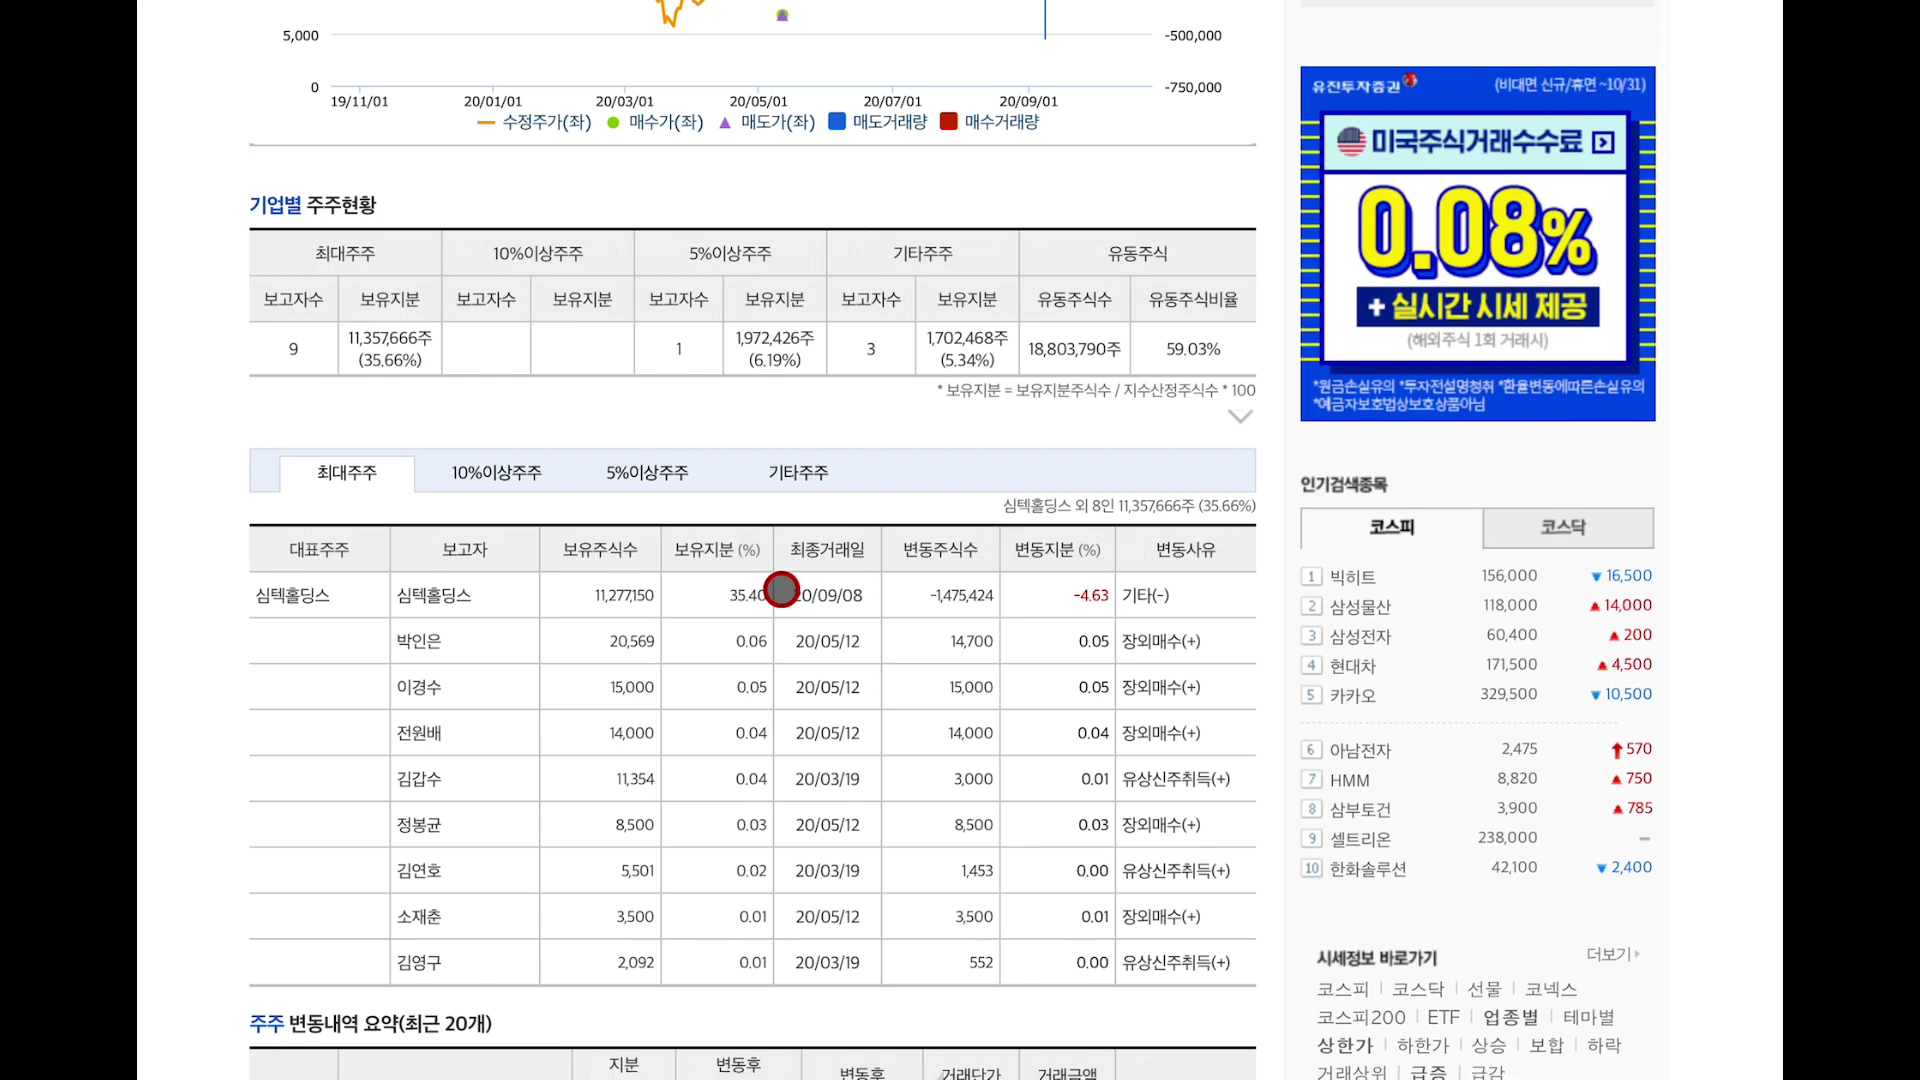 5,000
-500,000
0
-750,000
19/11/01 20/01/01 20/03/01 20/05/01 20/07/01 20/09/01
수정주가(좌) 매수가(좌) 매도가(좌) 매도거래량 매수거래량
기업별 주주현황
최대주주 10%이상주주 5%이상주주 기타주주 유동주식
보고자수 보유지분 보고자수 보유지분 보고자수 보유지분 보고자수 보유지분 유동주식수 유동주식비율
9 11,357,666주 (35.66%) 1 1,972,426주 (6.19%) 3 1,702,468주 (5.34%) 18,803,790주 59.03%
* 보유지분 = 보유지분주식수 / 지수산정주식수 * 100
최대주주 10%이상주주 5%이상주주 기타주주
심텍홀딩스 외 8인 11,357,666주 (35.66%)
대표주주 보고자 보유주식수 보유지분 (%) 최종거래일 변동주식수 변동지분 (%) 변동사유
심텍홀딩스 심텍홀딩스 11,277,150 35.40 20/09/08 -1,475,424 -4.63 기타(-)
박인은 20,569 0.06 20/05/12 14,700 0.05 장외매수(+)
이경수 15,000 0.05 20/05/12 15,000 0.05 장외매수(+)
전원배 14,000 0.04 20/05/12 14,000 0.04 장외매수(+)
김갑수 11,354 0.04 20/03/19 3,000 0.01 유상신주취득(+)
정봉균 8,500 0.03 20/05/12 8,500 0.03 장외매수(+)
김연호 5,501 0.02 20/03/19 1,453 0.00 유상신주취득(+)
소재춘 3,500 0.01 20/05/12 3,500 0.01 장외매수(+)
김영구 2,092 0.01 20/03/19 552 0.00 유상신주취득(+)
주주 변동내역 요약(최근 20개)
지분 변동후 변동후 거래단가 거래금액
유진투자증권 (비대면 신규/휴면 ~10/31)
미국주식거래수수료
0.08%
+ 실시간 시세 제공
(해외주식 1회 거래시)
*원금손실유의 *투자전설명청취 *환율변동에따른손실유의
*예금자보호법상보호상품아님
인기검색종목
코스피 코스닥
1 빅히트 156,000 ▼ 16,500
2 삼성물산 118,000 ▲ 14,000
3 삼성전자 60,400 ▲ 200
4 현대차 171,500 ▲ 4,500
5 카카오 329,500 ▼ 10,500
6 아남전자 2,475 ↑ 570
7 HMM 8,820 ▲ 750
8 삼부토건 3,900 ▲ 785
9 셀트리온 238,000 –
10 한화솔루션 42,100 ▼ 2,400
시세정보 바로가기 더보기
코스피 | 코스닥 | 선물 | 코넥스
코스피200 | ETF | 업종별 | 테마별
상한가 | 하한가 | 상승 | 보합 | 하락
거래상위 | 급증 | 급감